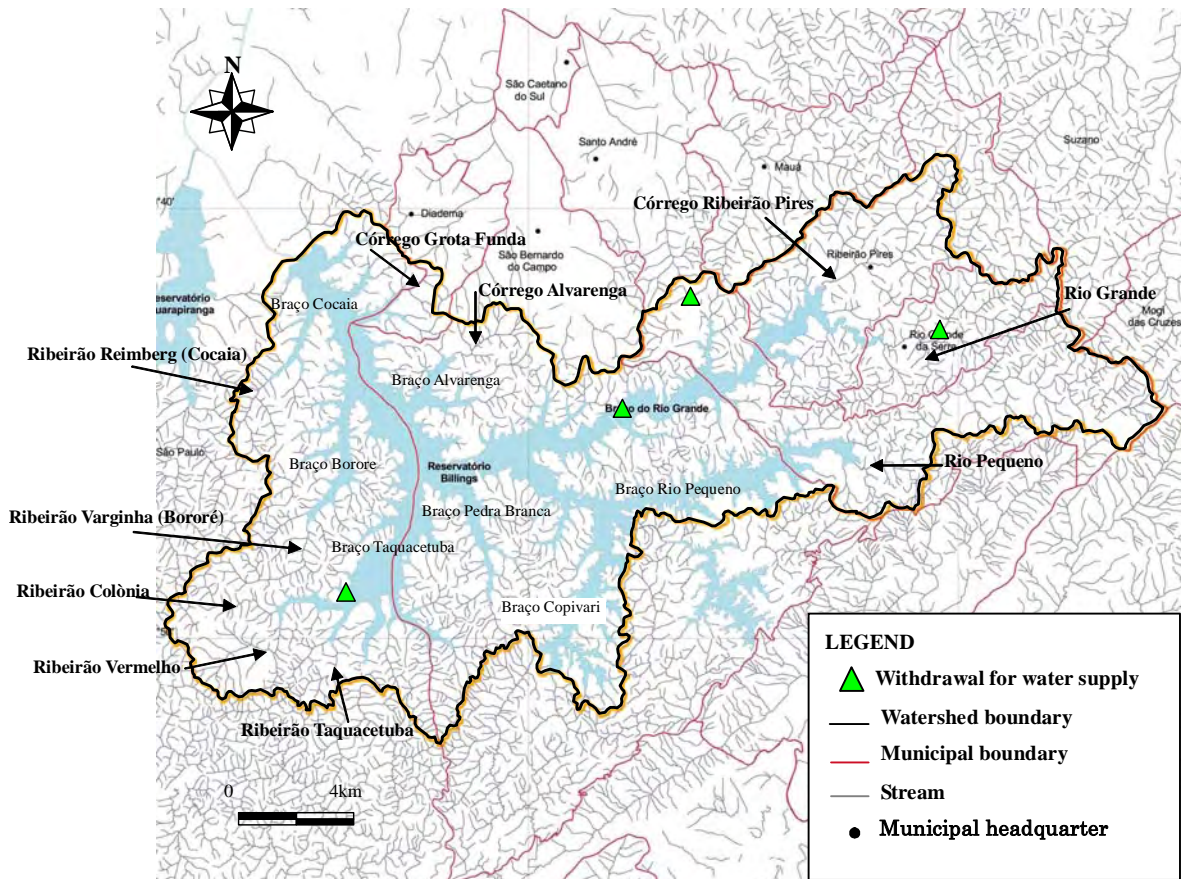 N
São Caetano
do Sul
Santo André
Mauá
Suzano
°40'
Diadema
Córrego Ribeirão Pires
Córrego Grota Funda
São Bernardo
do Campo
Ribeirão Pires
Reservatório
uarapiranga
Braço Cocaia
Córrego Alvarenga
Rio Grande
Mogi
das Cruzes
Rio Grande
da Serra
Ribeirão Reimberg (Cocaia)
Braço Alvarenga
Braço do Rio Grande
São Paulo
Braço Borore
Reservatório
Billings
Rio Pequeno
Braço Rio Pequeno
Ribeirão Varginha (Bororé)
Braço Pedra Branca
Braço Taquacetuba
Ribeirão Colònia
Braço Copivari
Ribeirão Vermelho
Ribeirão Taquacetuba
0 4km
LEGEND
Withdrawal for water supply
Watershed boundary
Municipal boundary
Stream
Municipal headquarter